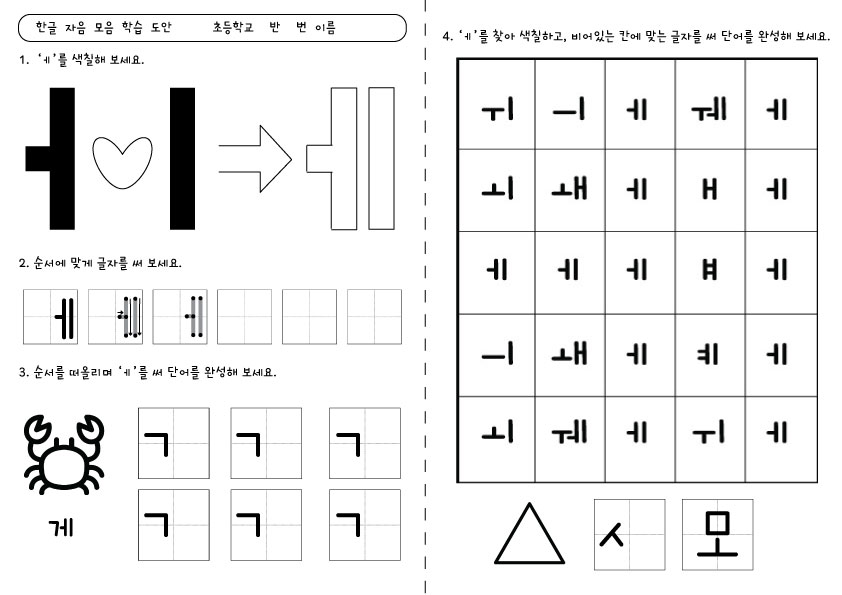 한글 자음 모음 학습 도안 초등학교 반 번 이름
1. ‘ㅔ’를 색칠해 보세요.
ㅓ ㅣ ㅔ
2. 순서에 맞게 글자를 써 보세요.
ㅔ ㅔ ㅔ
3. 순서를 떠올리며 ‘ㅔ’를 써 단어를 완성해 보세요.
ㄱ ㄱ ㄱ
게
ㄱ ㄱ ㄱ
4. ‘ㅔ’를 찾아 색칠하고, 비어있는 칸에 맞는 글자를 써 단어를 완성해 보세요.
ㅟ ㅢ ㅔ ㅞ ㅔ
ㅚ ㅙ ㅔ ㅐ ㅔ
ㅔ ㅔ ㅔ ㅒ ㅔ
ㅢ ㅙ ㅔ ㅖ ㅔ
ㅚ ㅞ ㅔ ㅟ ㅔ
ㅅ 모